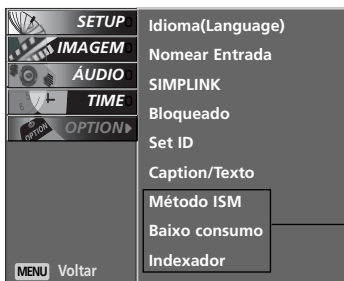 SETUP
IMAGEM
ÁUDIO
TIME
OPTION
MENU Voltar
Idioma(Language)
Nomear Entrada
SIMPLINK
Bloqueado
Set ID
Caption/Texto
Método ISM
Baixo consumo
Indexador